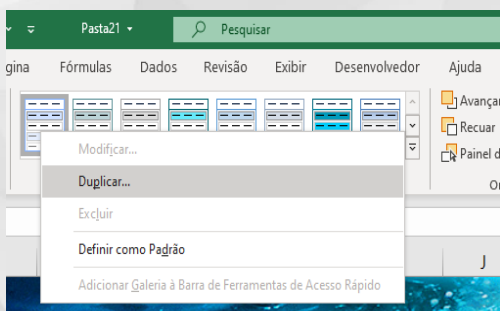 Pasta21
Pesquisar
gina Fórmulas Dados Revisão Exibir Desenvolvedor Ajuda
Avançar
Recuar
Painel d
Modificar...
Duplicar...
Excluir
Definir como Padrão
Adicionar Galeria à Barra de Ferramentas de Acesso Rápido
J